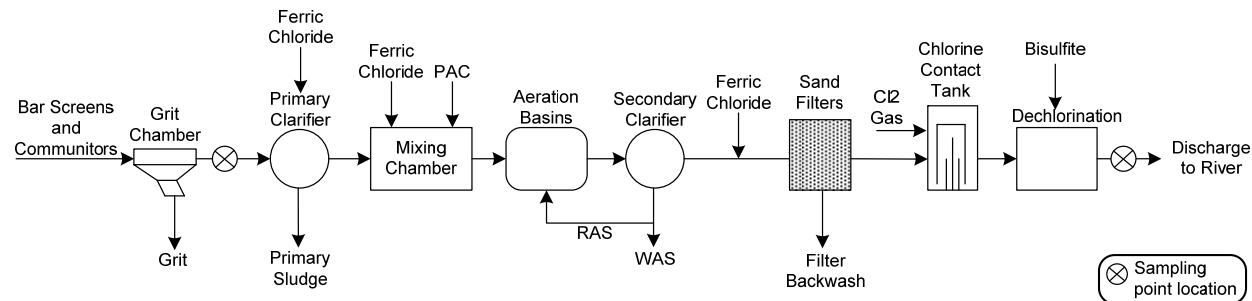 Ferric
Chloride
Ferric
Chloride
PAC
Bar Screens
and
Communitors
Grit
Chamber
Primary
Clarifier
Mixing
Chamber
Aeration
Basins
Secondary
Clarifier
Ferric
Chloride
Sand
Filters
Cl2
Gas
Chlorine
Contact
Tank
Bisulfite
Dechlorination
Discharge
to River
Grit
Primary
Sludge
RAS
WAS
Filter
Backwash
Sampling
point location